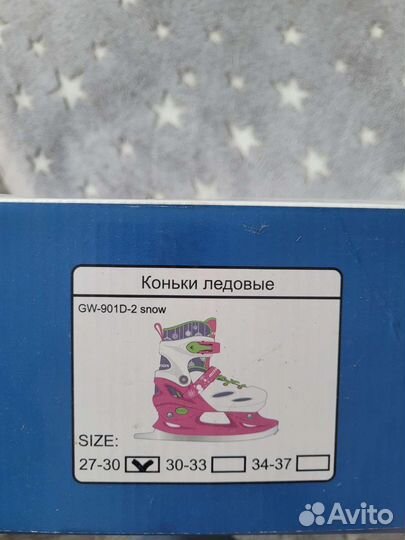 Коньки ледовые
GW-901D-2 snow
SIZE:
27-30 30-33 34-37
Avito